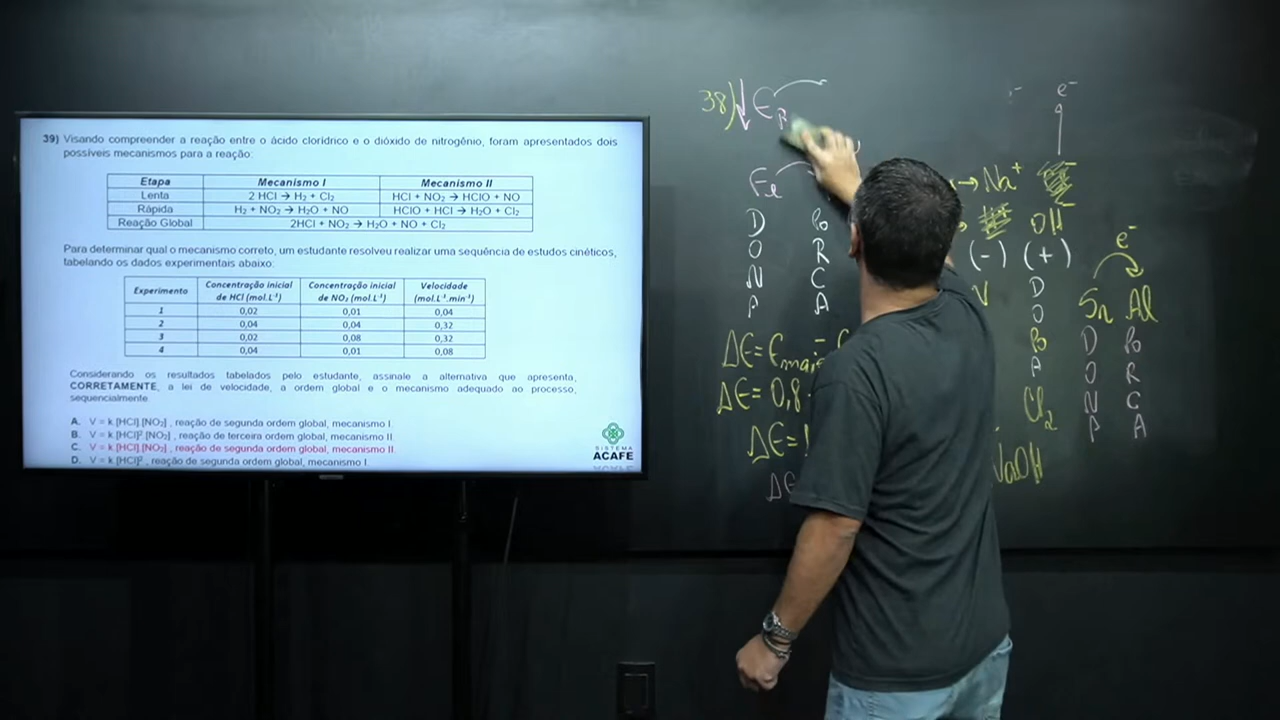 39) Visando compreender a reação entre o ácido clorídrico e o dióxido de nitrogênio, foram apresentados dois
possíveis mecanismos para a reação:
Etapa Mecanismo I Mecanismo II
Lenta 2 HCl → H₂ + Cl₂ HCl + NO₂ → HClO + NO
Rápida H₂ + NO₂ → H₂O + NO HClO + HCl → H₂O + Cl₂
Reação Global 2HCl + NO₂ → H₂O + NO + Cl₂
Para determinar qual o mecanismo correto, um estudante resolveu realizar uma sequência de estudos cinéticos,
tabelando os dados experimentais abaixo:
Experimento Concentração inicial de HCl (mol.L⁻¹) Concentração inicial de NO₂ (mol.L⁻¹) Velocidade (mol.L⁻¹.min⁻¹)
1 0,02 0,01 0,04
2 0,04 0,04 0,32
3 0,02 0,08 0,32
4 0,04 0,01 0,08
Considerando os resultados tabelados pelo estudante, assinale a alternativa que apresenta,
CORRETAMENTE, a lei de velocidade, a ordem global e o mecanismo adequado ao processo,
sequencialmente.
A. V = k [HCl] [NO₂] , reação de segunda ordem global, mecanismo I.
B. V = k [HCl]² [NO₂] , reação de terceira ordem global, mecanismo II.
C. V = k [HCl] [NO₂] , reação de segunda ordem global, mecanismo II.
D. V = k [HCl]² , reação de segunda ordem global, mecanismo I.
SISTEMA
ACAFE
38) ↓ E
e⁻
→ Na⁺
OH
(-) (+)
D Po
O R
N C
P A
D
O
Po
A
Cl₂
e⁻
Sn Al
D Po
O R
N C
P A
ΔE = Emai
ΔE = 0,8
ΔE =
ΔE
aOH